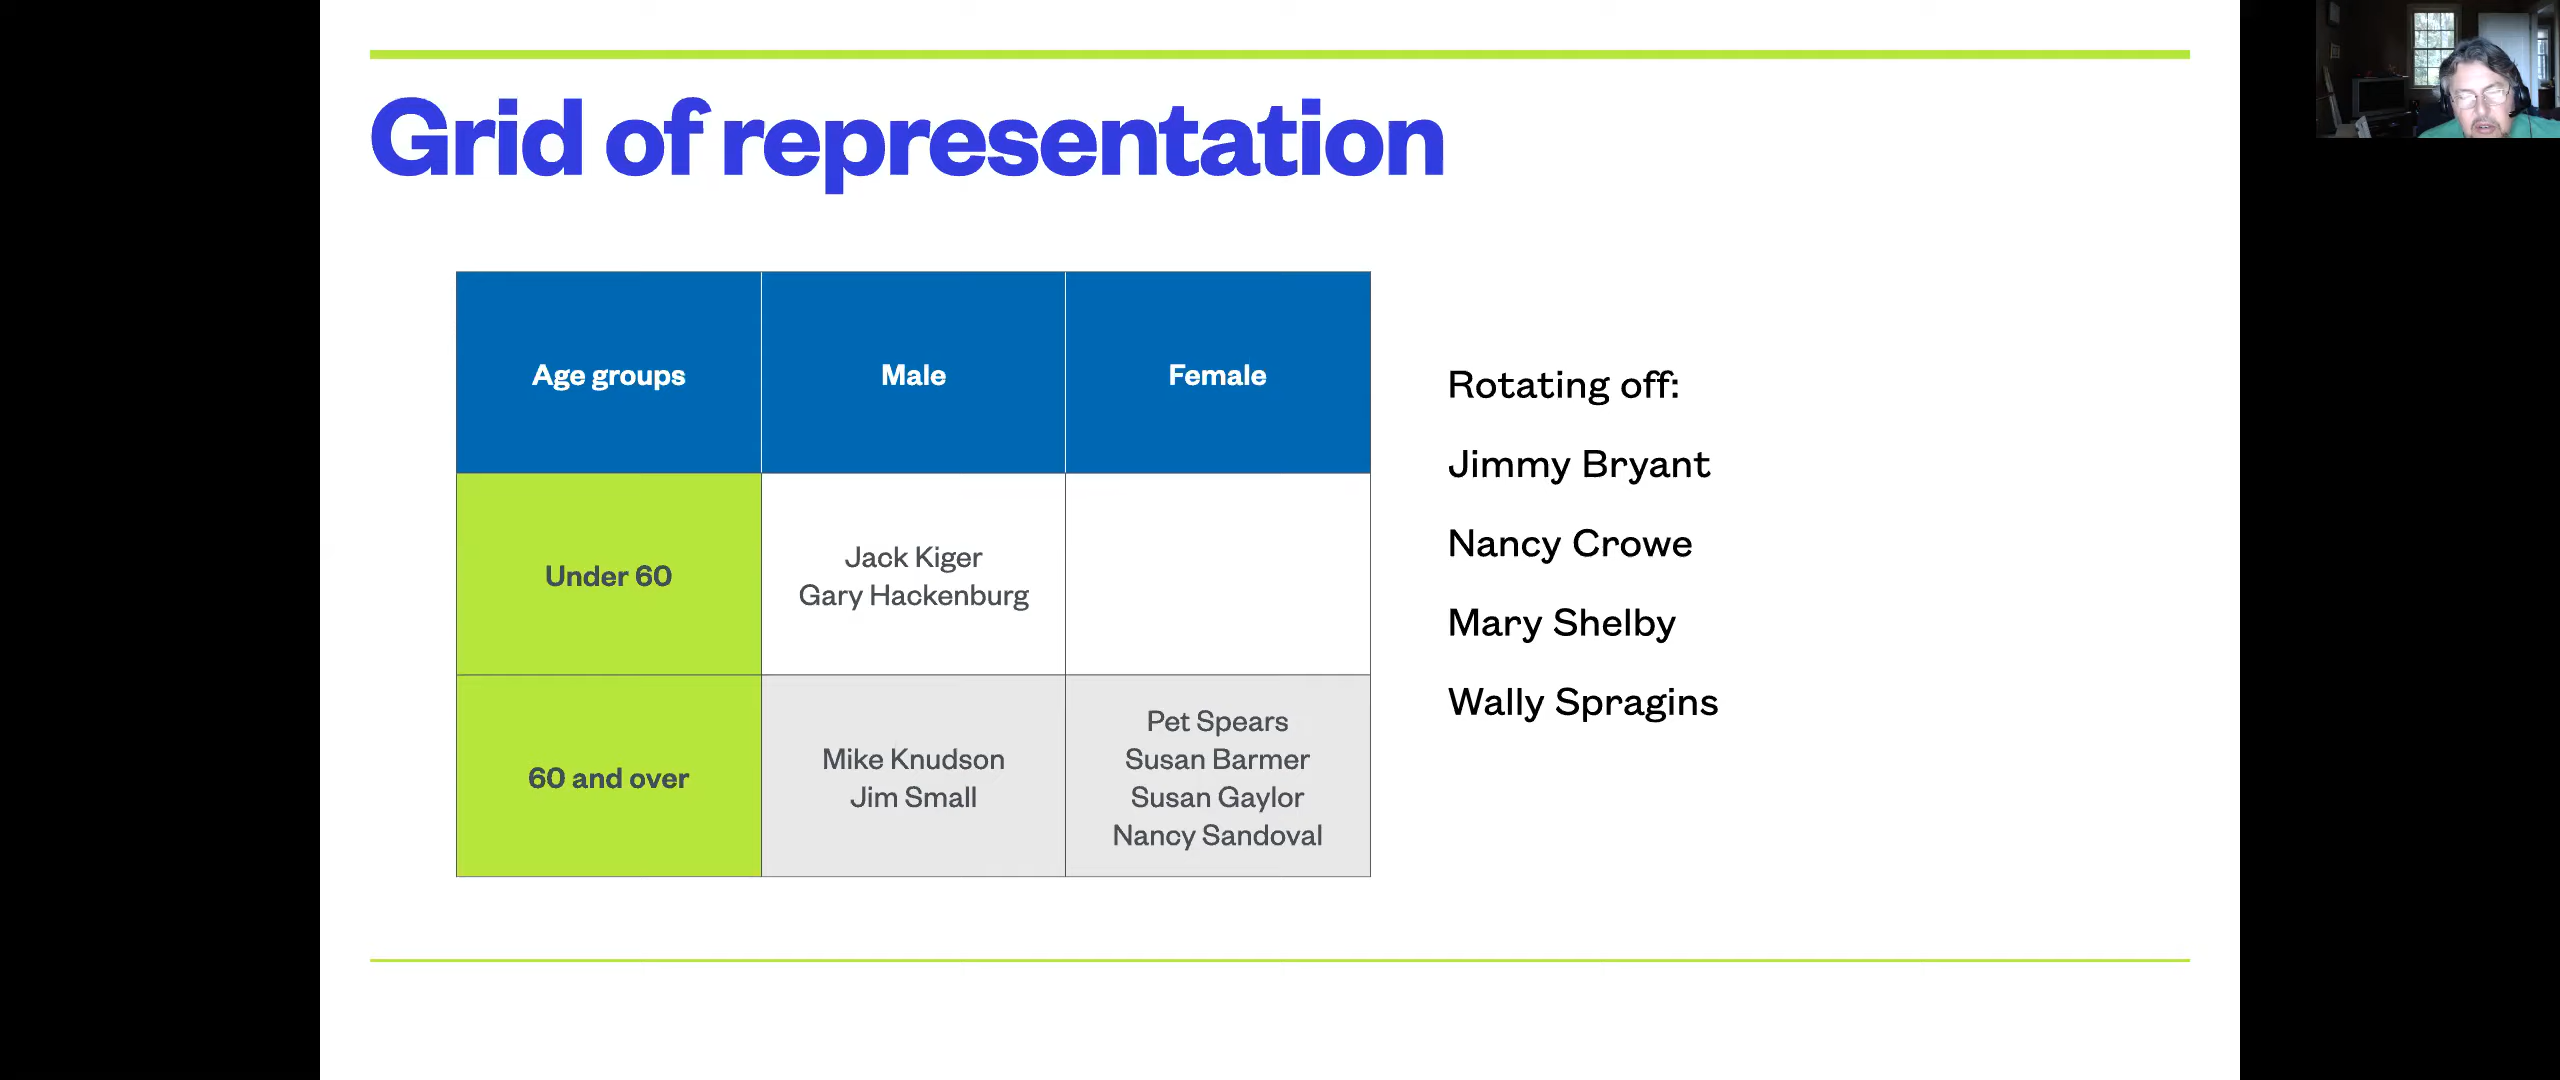 Grid of representation
Age groups
Male
Female
Under 60
Jack Kiger
Gary Hackenburg
60 and over
Mike Knudson
Jim Small
Pet Spears
Susan Barmer
Susan Gaylor
Nancy Sandoval
Rotating off:
Jimmy Bryant
Nancy Crowe
Mary Shelby
Wally Spragins